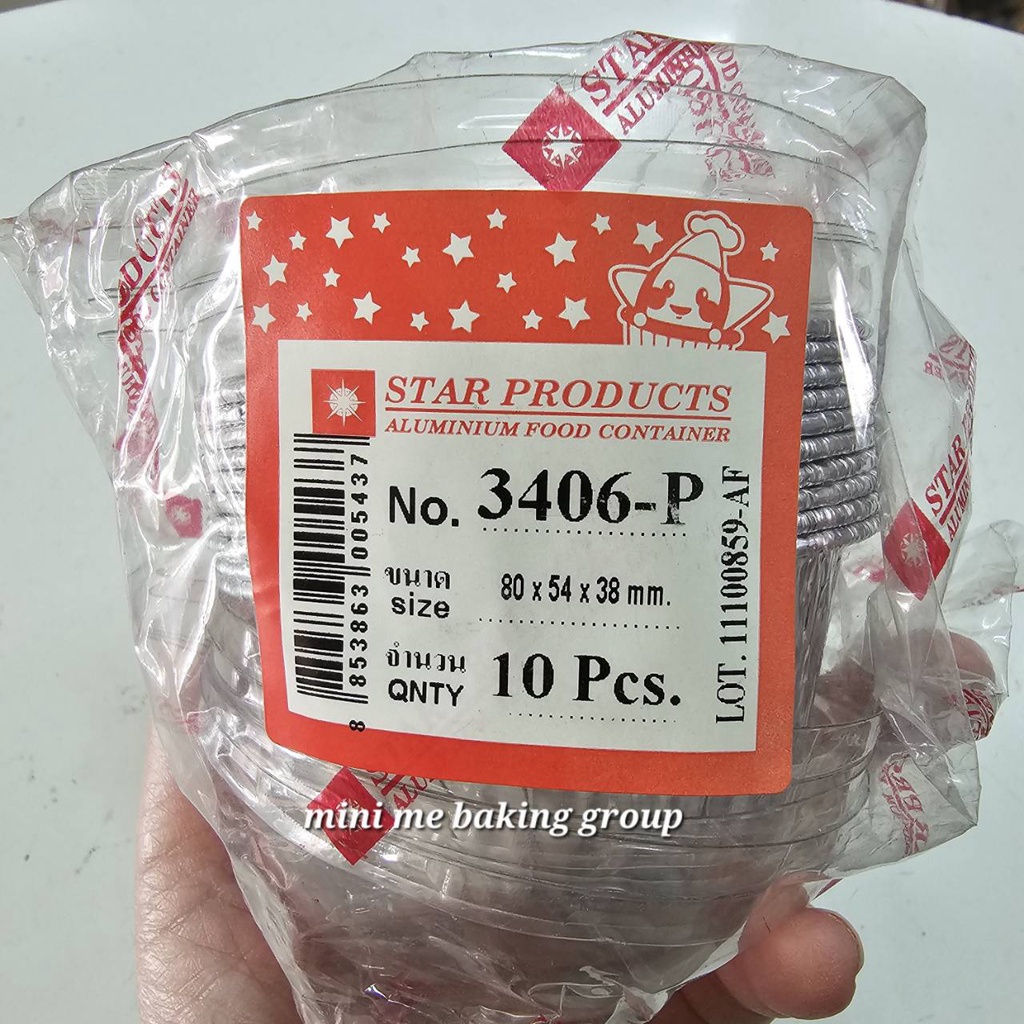 STAR PRODUCTS
ALUMINIUM FOOD CONTAINER
No. 3406-P
ขนาด
size 80 x 54 x 38 mm.
จำนวน
QNTY 10 Pcs.
LOT. 11100859-AF
8 853863 005437
mini me baking group